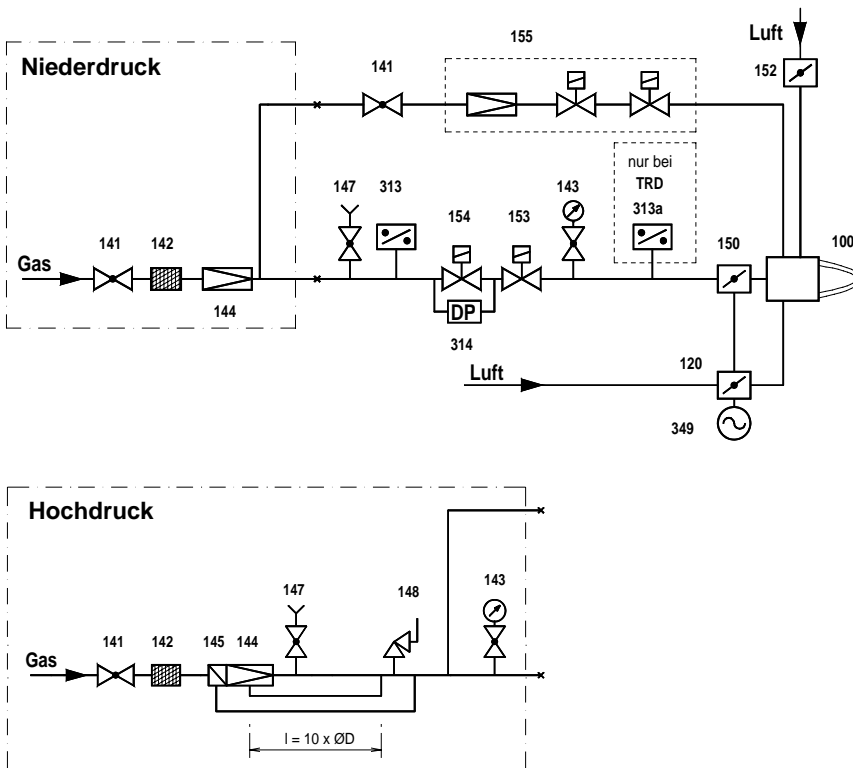 Luft
155
152
Niederdruck
141
nur bei
TRD
313a
147
313
143
154
153
150
100
141
142
Gas
144
DP
314
120
Luft
349
Hochdruck
147
148
143
141
142
145
144
Gas
l = 10 x ØD